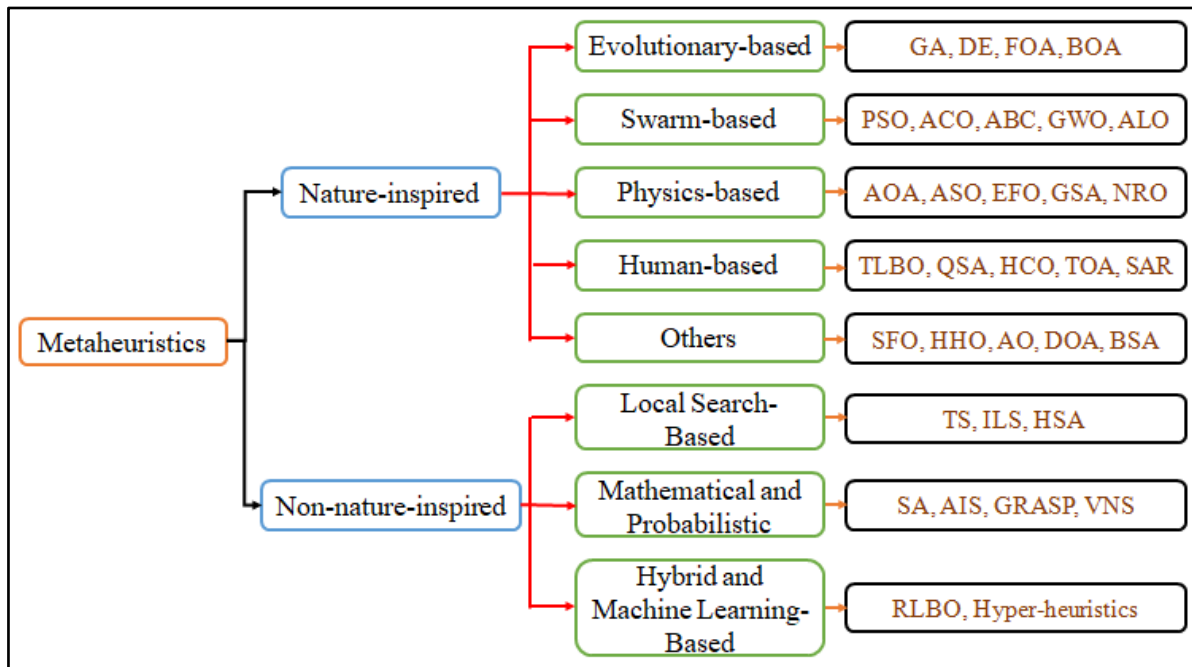 Metaheuristics
Nature-inspired
Evolutionary-based
GA, DE, FOA, BOA
Swarm-based
PSO, ACO, ABC, GWO, ALO
Physics-based
AOA, ASO, EFO, GSA, NRO
Human-based
TLBO, QSA, HCO, TOA, SAR
Others
SFO, HHO, AO, DOA, BSA
Non-nature-inspired
Local Search-
Based
TS, ILS, HSA
Mathematical and
Probabilistic
SA, AIS, GRASP, VNS
Hybrid and
Machine Learning-
Based
RLBO, Hyper-heuristics